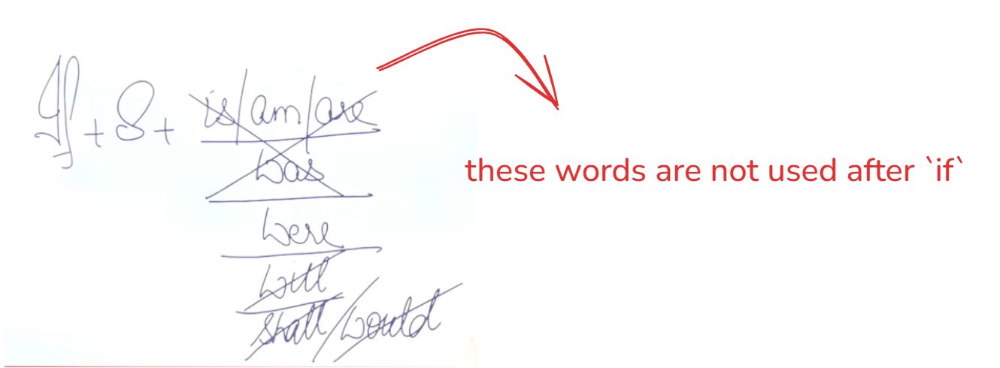 If + S + is/am/are
was
were
will
shall/would
these words are not used after `if`